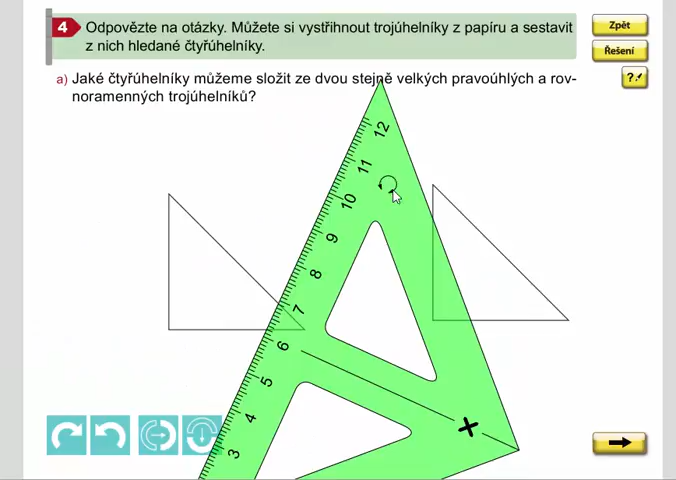 4 Odpovězte na otázky. Můžete si vystřihnout trojúhelníky z papíru a sestavit
z nich hledané čtyřúhelníky.
Zpět
Řešení
?
a) Jaké čtyřúhelníky můžeme složit ze dvou stejně velkých pravoúhlých a rov-
noramenných trojúhelníků?
12
11
10
9
8
7
6
5
4
3